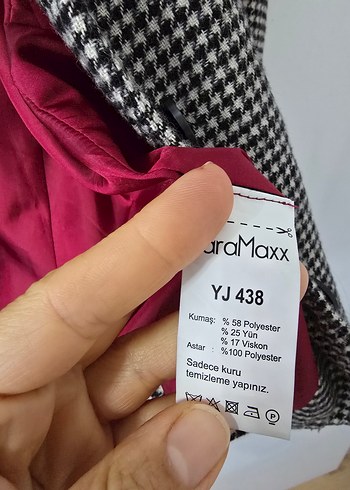 araMaxx
YJ 438
Kumaş: % 58 Polyester
% 25 Yün
% 17 Viskon
Astar : %100 Polyester
Sadece kuru
temizleme yapınız.
P